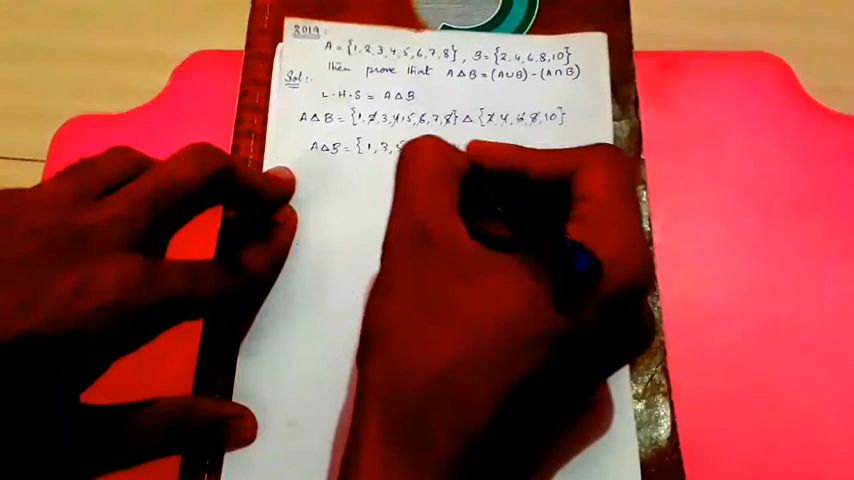 2019
A = {1,2,3,4,5,6,7,8}, B = {2,4,6,8,10}
then prove that A∆B = (A∪B) - (A∩B)
Sol:
L·H·S = A∆B
A∆B = {1,2,3,4,5,6,7,8} ∆ {2,4,6,8,10}
A∆B = {1,3,5